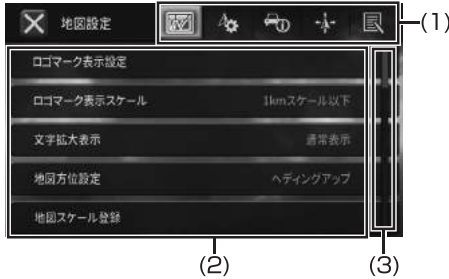 地図設定
(1)
ロゴマーク表示設定
ロゴマーク表示スケール 1kmスケール以下
文字拡大表示 通常表示
地図方位設定 ヘディングアップ
地図スケール登録
(2) (3)